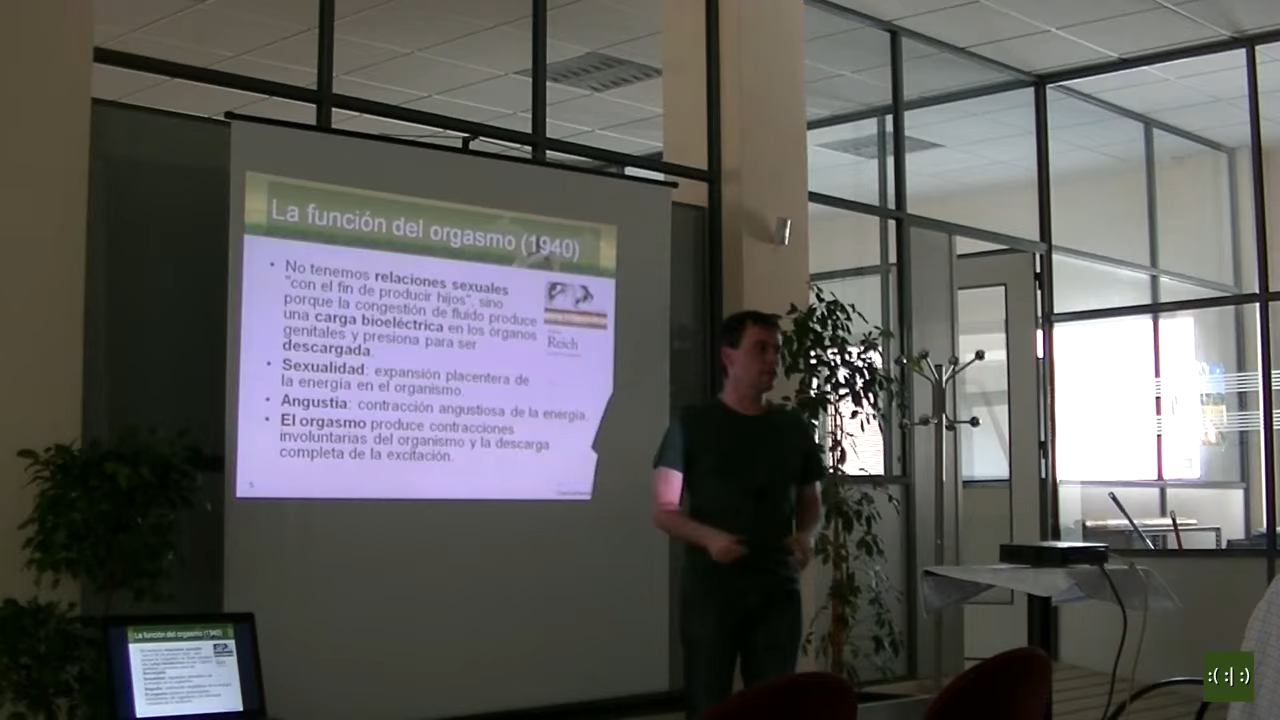 La función del orgasmo (1940)
• No tenemos relaciones sexuales
"con el fin de producir hijos", sino
porque la congestión de fluido produce
una carga bioeléctrica en los órganos
genitales y presiona para ser
descargada.
• Sexualidad: expansión placentera de
la energía en el organismo.
• Angustia: contracción angustiosa de la energía.
• El orgasmo produce contracciones
involuntarias del organismo y la descarga
completa de la excitación.
Reich
La función del orgasmo (1940)
:( :| :)